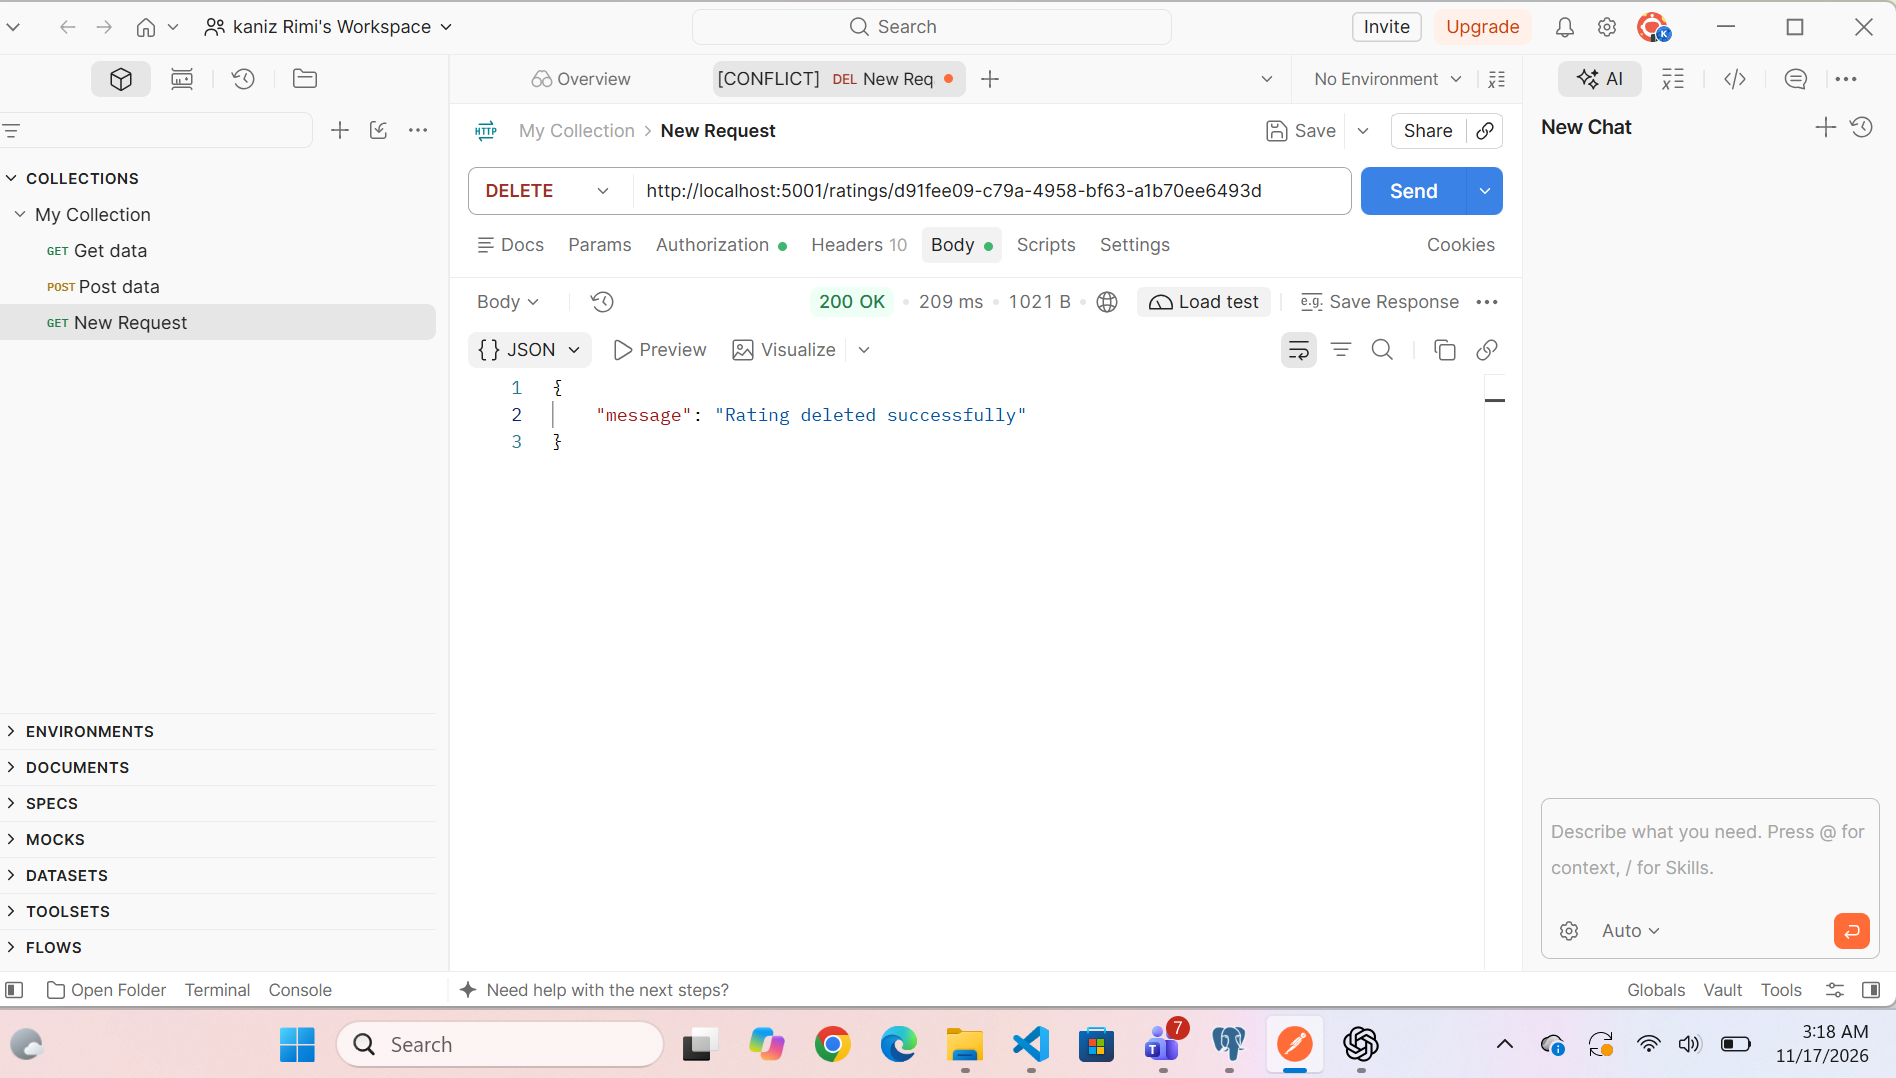 kaniz Rimi's Workspace
Search
Invite
Upgrade
K
Overview
[CONFLICT] DEL New Req
No Environment
AI
HTTP
My Collection > New Request
Save
Share
New Chat
COLLECTIONS
My Collection
GET Get data
POST Post data
GET New Request
DELETE
http://localhost:5001/ratings/d91fee09-c79a-4958-bf63-a1b70ee6493d
Send
Docs
Params
Authorization
Headers 10
Body
Scripts
Settings
Cookies
Body
200 OK
209 ms
1021 B
Load test
e.g. Save Response
{ } JSON
Preview
Visualize
1 {
2 "message": "Rating deleted successfully"
3 }
ENVIRONMENTS
DOCUMENTS
SPECS
MOCKS
DATASETS
TOOLSETS
FLOWS
Describe what you need. Press @ for
context, / for Skills.
Auto
Open Folder
Terminal
Console
Need help with the next steps?
Globals
Vault
Tools
Search
T
7
3:18 AM
11/17/2026